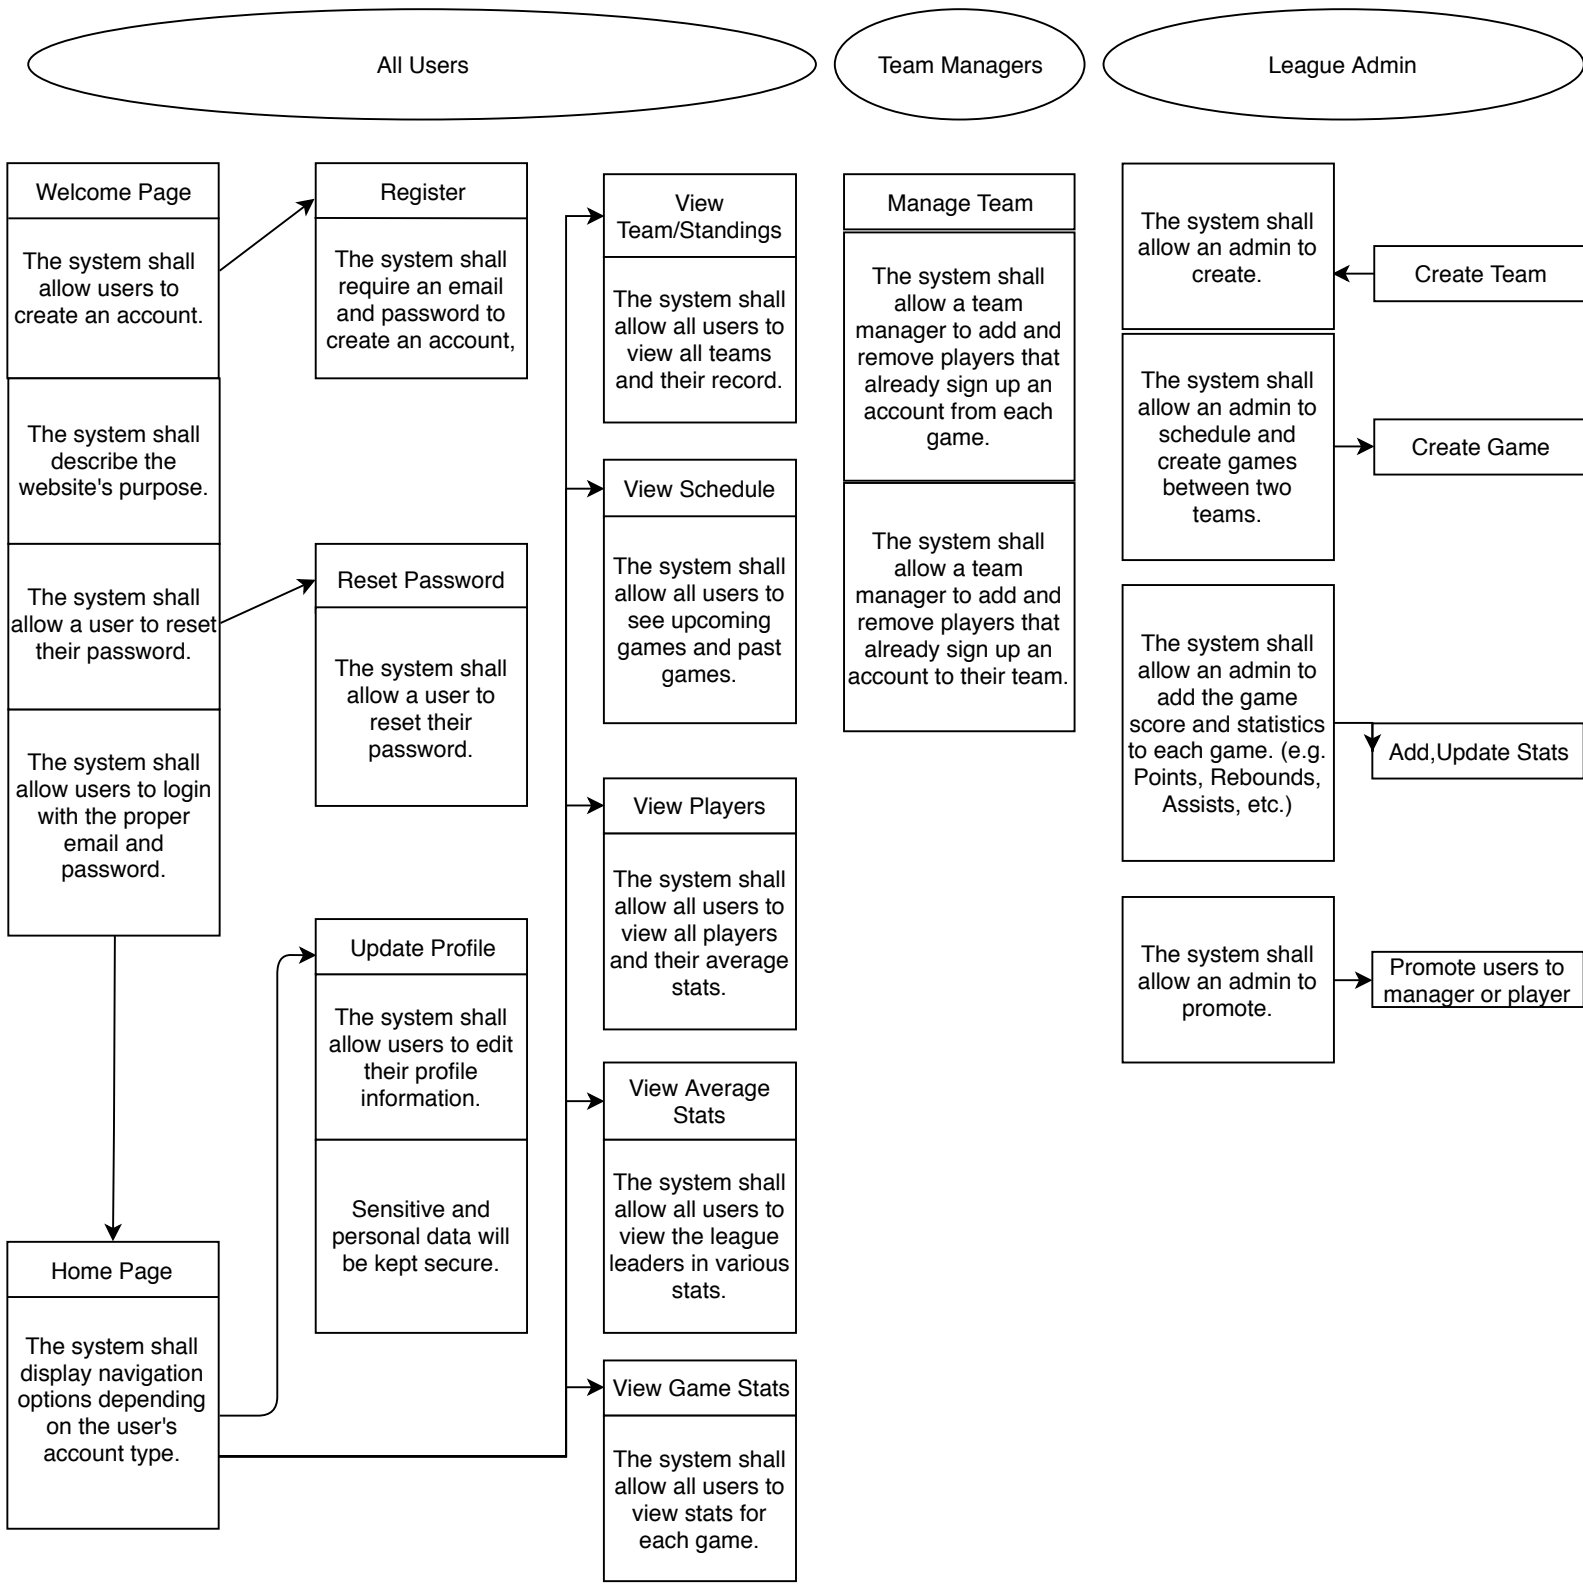 All Users
Team Managers
League Admin
Welcome Page
The system shall
allow users to
create an account.
The system shall
describe the
website's purpose.
The system shall
allow a user to reset
their password.
The system shall
allow users to login
with the proper
email and
password.
Home Page
The system shall
display navigation
options depending
on the user's
account type.
Register
The system shall
require an email
and password to
create an account,
Reset Password
The system shall
allow a user to
reset their
password.
Update Profile
The system shall
allow users to edit
their profile
information.
Sensitive and
personal data will
be kept secure.
View
Team/Standings
The system shall
allow all users to
view all teams
and their record.
View Schedule
The system shall
allow all users to
see upcoming
games and past
games.
View Players
The system shall
allow all users to
view all players
and their average
stats.
View Average
Stats
The system shall
allow all users to
view the league
leaders in various
stats.
View Game Stats
The system shall
allow all users to
view stats for
each game.
Manage Team
The system shall
allow a team
manager to add and
remove players that
already sign up an
account from each
game.
The system shall
allow a team
manager to add and
remove players that
already sign up an
account to their team.
The system shall
allow an admin to
create.
Create Team
The system shall
allow an admin to
schedule and
create games
between two
teams.
Create Game
The system shall
allow an admin to
add the game
score and statistics
to each game. (e.g.
Points, Rebounds,
Assists, etc.)
Add,Update Stats
The system shall
allow an admin to
promote.
Promote users to
manager or player